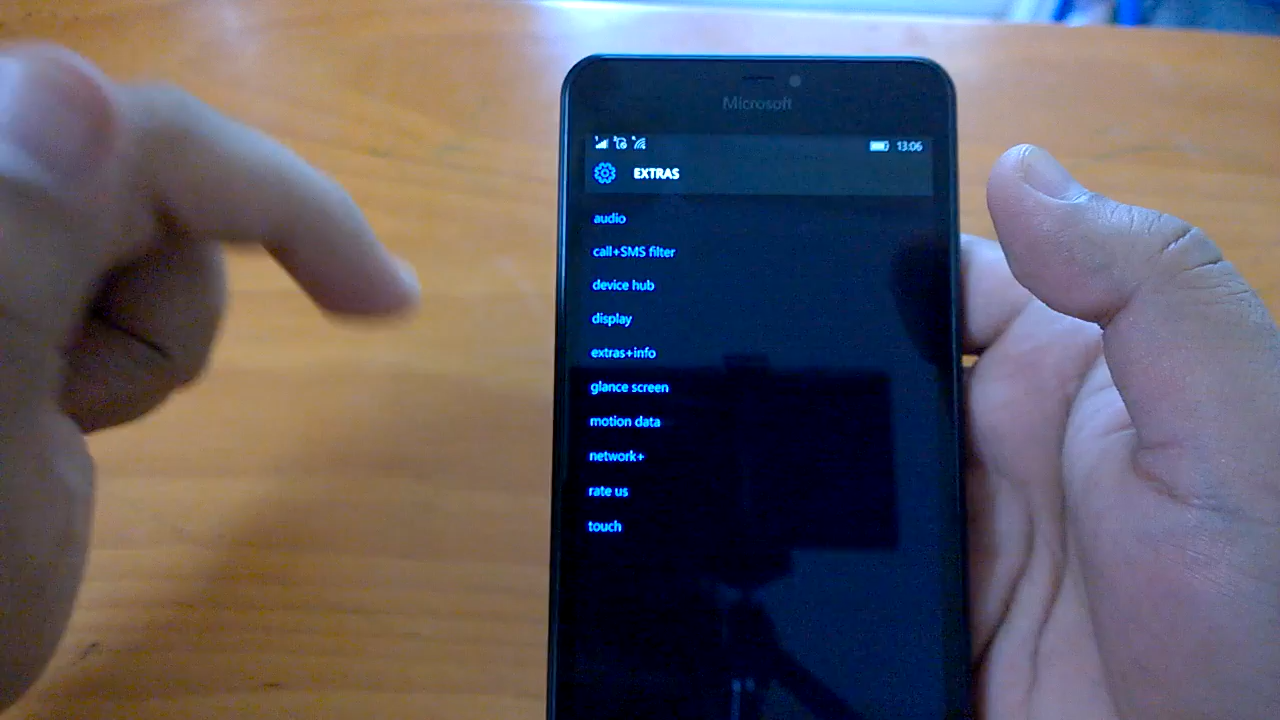 Microsoft
13:06
EXTRAS
audio
call+SMS filter
device hub
display
extras+info
glance screen
motion data
network+
rate us
touch